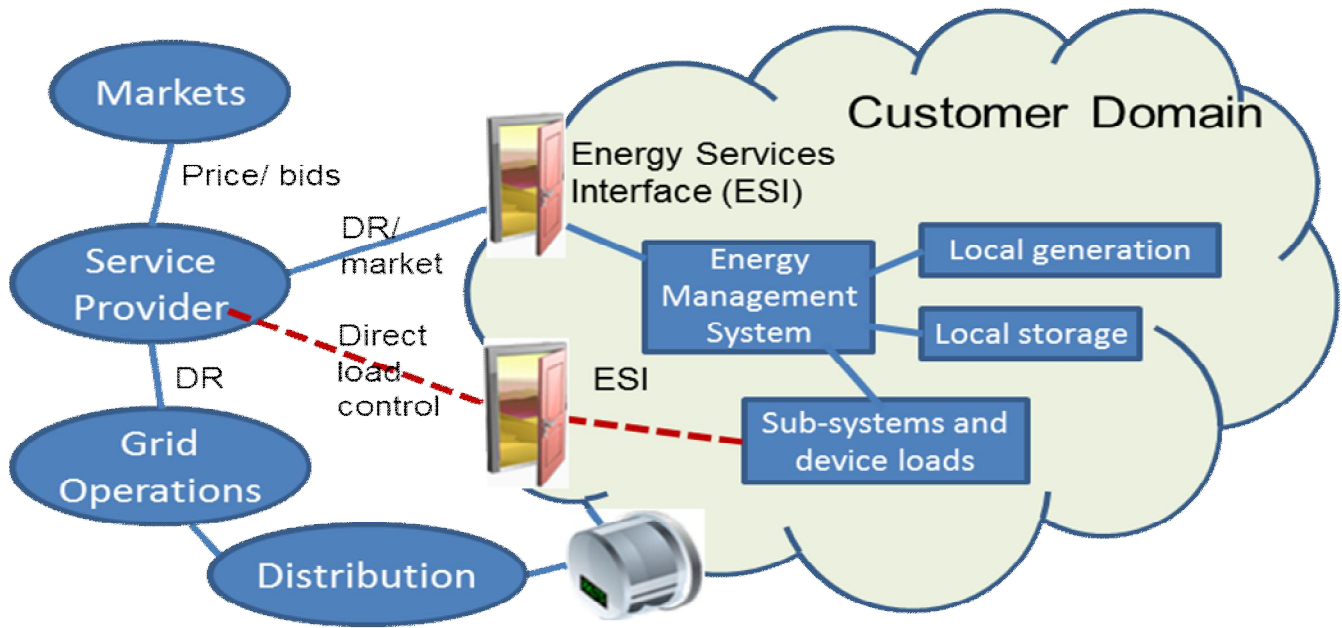 Markets
Customer Domain
Price/ bids
Energy Services
Interface (ESI)
Service
Provider
DR/
market
Energy
Management
System
Local generation
Local storage
Direct
load
control
DR
ESI
Grid
Operations
Sub-systems and
device loads
Distribution